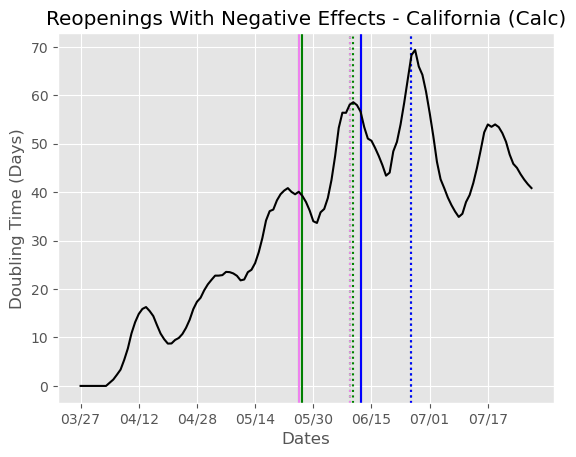 Reopenings With Negative Effects - California (Calc)
70
60
50
40
30
20
10
0
Doubling Time (Days)
03/27 04/12 04/28 05/14 05/30 06/15 07/01 07/17
Dates